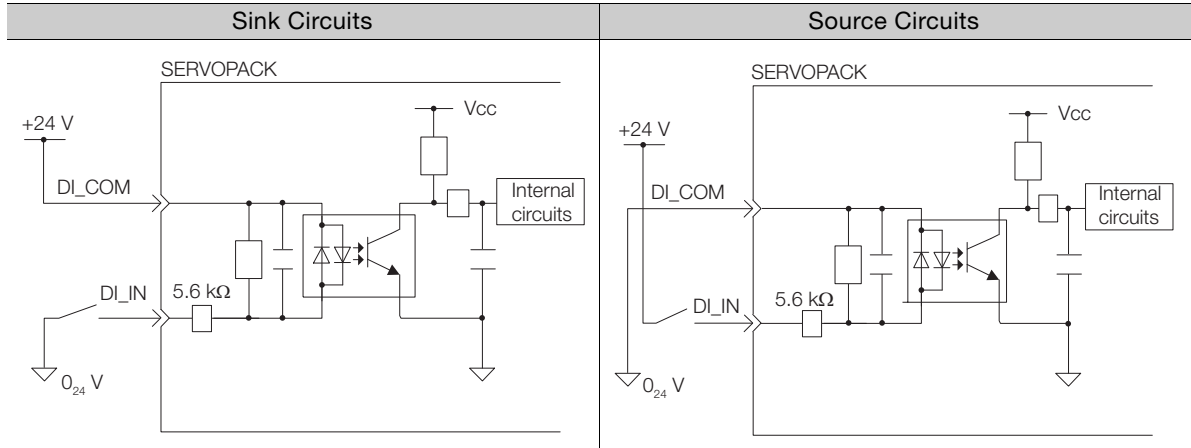 Sink Circuits
Source Circuits
SERVOPACK
Vcc
+24 V
DI_COM
Internal
circuits
DI_IN
5.6 kΩ
0₂₄ V
SERVOPACK
Vcc
+24 V
DI_COM
Internal
circuits
DI_IN
5.6 kΩ
0₂₄ V